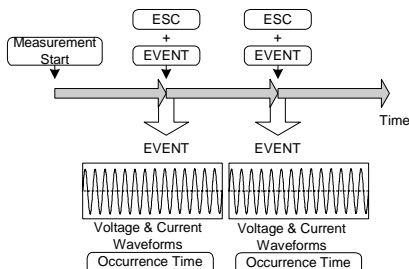 ESC
+
EVENT
ESC
+
EVENT
Measurement
Start
Time
EVENT
EVENT
Voltage & Current
Waveforms
Occurrence Time
Voltage & Current
Waveforms
Occurrence Time